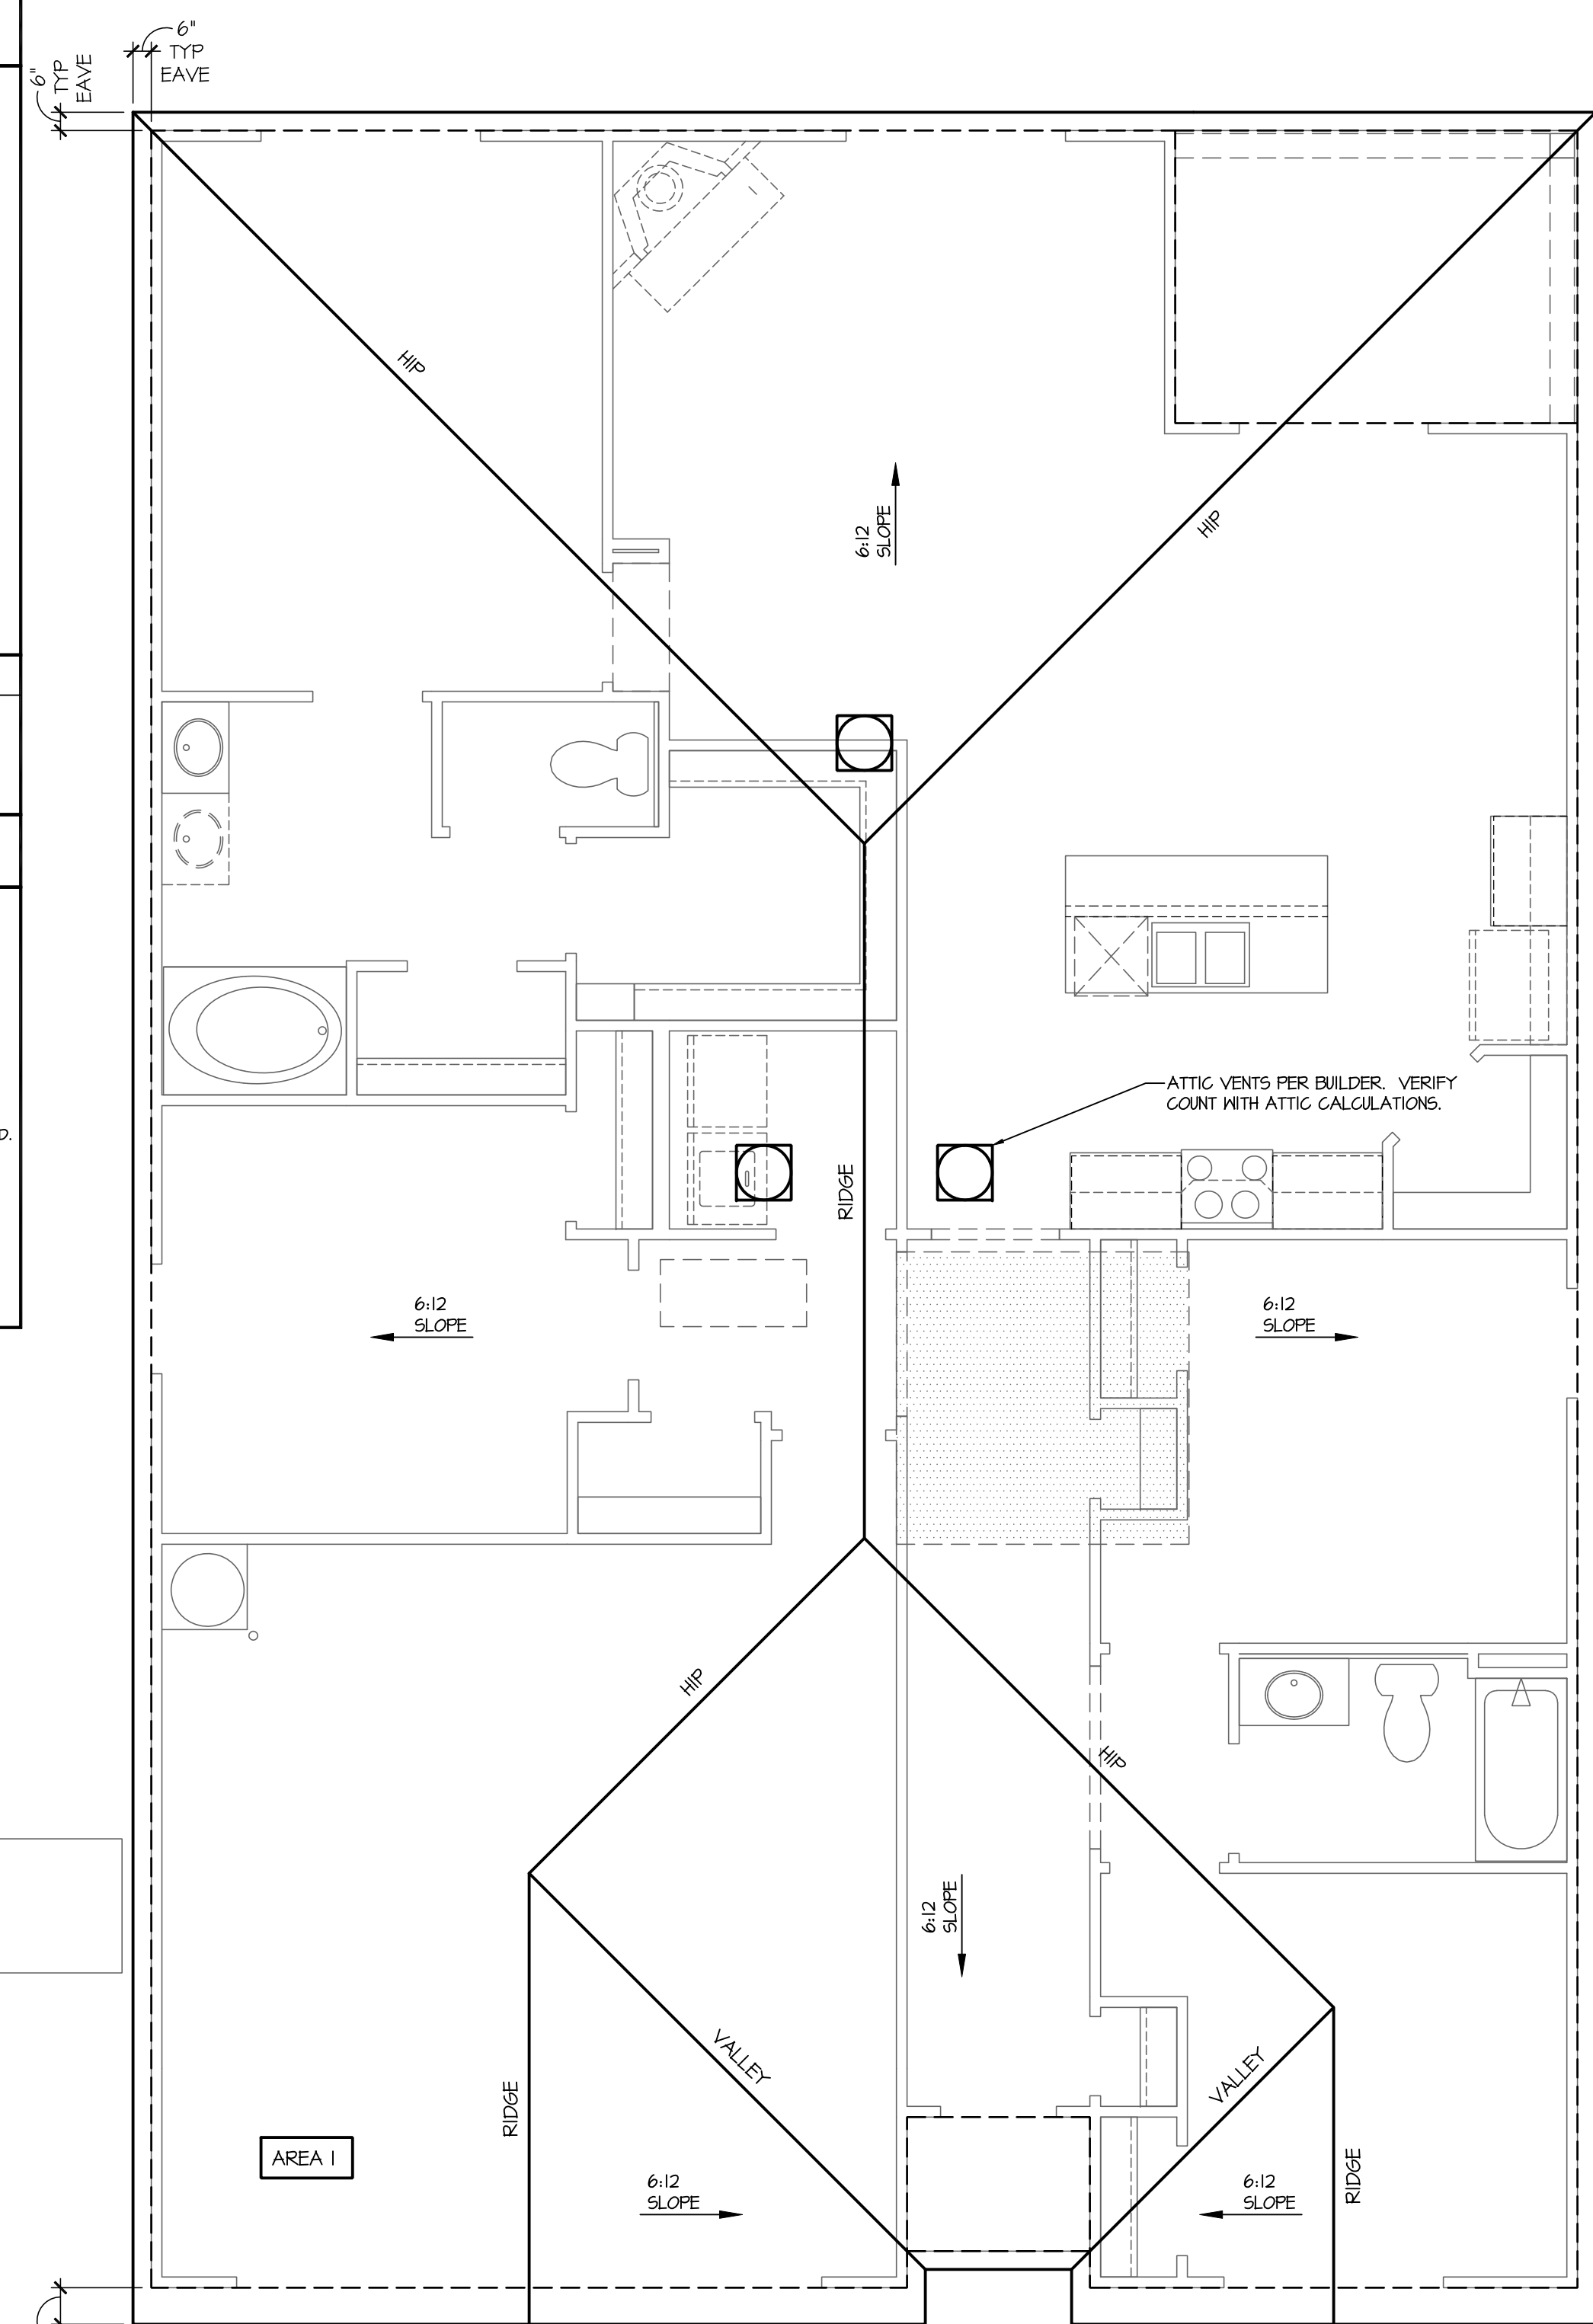 6"
TYP
EAVE
6"
TYP
EAVE
HIP
HIP
6:12
SLOPE
D.
ATTIC VENTS PER BUILDER. VERIFY
COUNT WITH ATTIC CALCULATIONS.
RIDGE
6:12
SLOPE
6:12
SLOPE
HIP
HIP
6:12
SLOPE
VALLEY
VALLEY
RIDGE
AREA 1
6:12
SLOPE
6:12
SLOPE
RIDGE